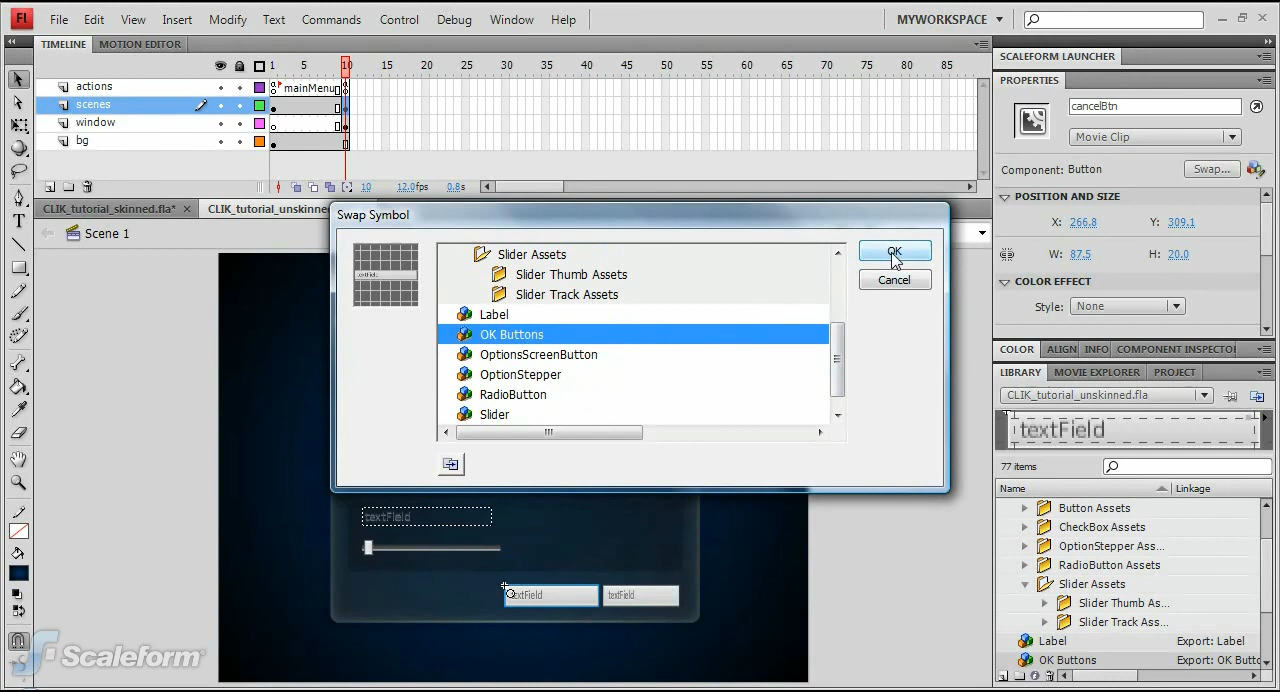 Fl File Edit View Insert Modify Text Commands Control Debug Window Help MYWORKSPACE
TIMELINE MOTION EDITOR
1 5 10 15 20 25 30 35 40 45 50 55 60 65 70 75 80 85
actions mainMenu
scenes
window
bg
10 12.0fps 0.8s
CLIK_tutorial_skinned.fla* CLIK_tutorial_unskinned
Scene 1
Swap Symbol
textField
Slider Assets
Slider Thumb Assets
Slider Track Assets
Label
OK Buttons
OptionsScreenButton
OptionStepper
RadioButton
Slider
OK
Cancel
textField
textField textField
Scaleform
SCALEFORM LAUNCHER
PROPERTIES
cancelBtn
Movie Clip
Component: Button Swap...
POSITION AND SIZE
X: 266.8 Y: 309.1
W: 87.5 H: 20.0
COLOR EFFECT
Style: None
COLOR ALIGN INFO COMPONENT INSPECTO
LIBRARY MOVIE EXPLORER PROJECT
CLIK_tutorial_unskinned.fla
textField
77 items
Name Linkage
Button Assets
CheckBox Assets
OptionStepper Ass...
RadioButton Assets
Slider Assets
Slider Thumb As...
Slider Track Ass...
Label Export: Label
OK Buttons Export: OK Butto